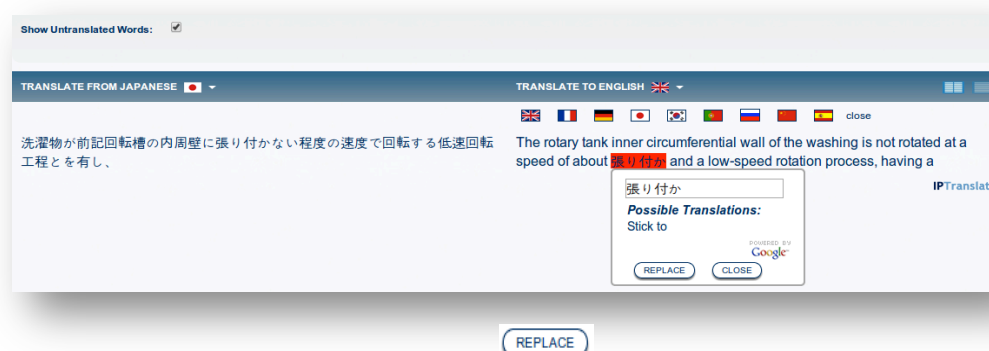 Show Untranslated Words:
TRANSLATE FROM JAPANESE
TRANSLATE TO ENGLISH
close
洗濯物が前記回転槽の内周壁に張り付かない程度の速度で回転する低速回転
工程とを有し、
The rotary tank inner circumferential wall of the washing is not rotated at a
speed of about 張り付か and a low-speed rotation process, having a
IPTranslat
張り付か
Possible Translations:
Stick to
POWERED BY
Google
REPLACE
CLOSE
REPLACE